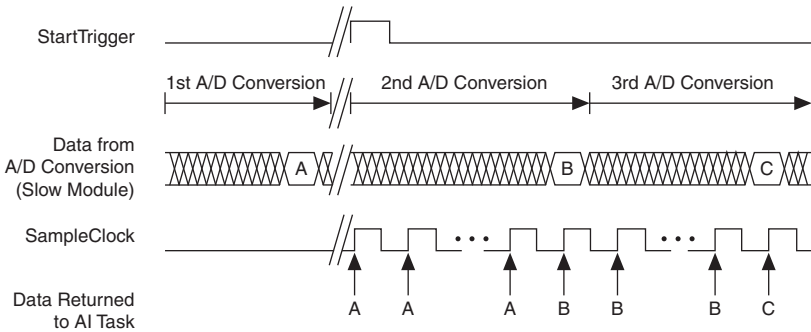 StartTrigger
1st A/D Conversion 2nd A/D Conversion 3rd A/D Conversion
Data from
A/D Conversion
(Slow Module)
A B C
SampleClock
Data Returned
to AI Task
A A A B B B C